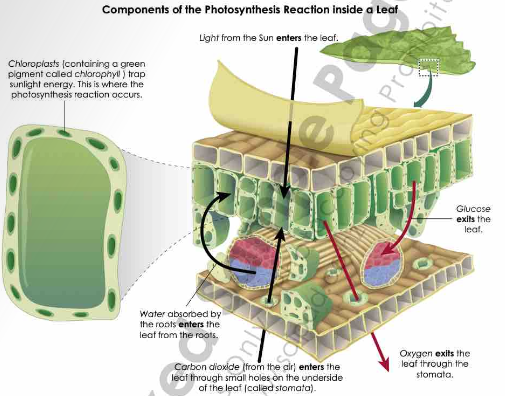 Components of the Photosynthesis Reaction inside a Leaf
Light from the Sun enters the leaf.
Chloroplasts (containing a green
pigment called chlorophyll ) trap
sunlight energy. This is where the
photosynthesis reaction occurs.
Glucose
exits the
leaf.
Water absorbed by
the roots enters the
leaf from the roots.
Carbon dioxide (from the air) enters the
leaf through small holes on the underside
of the leaf (called stomata).
Oxygen exits the
leaf through the
stomata.